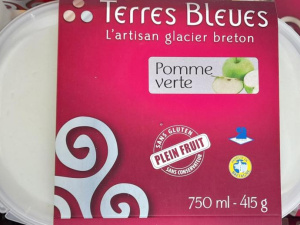 Terres Bleues
L'artisan glacier breton
Pomme
verte
SANS GLUTEN
PLEIN FRUIT
SANS CONSERVATEUR
750 ml - 415 g